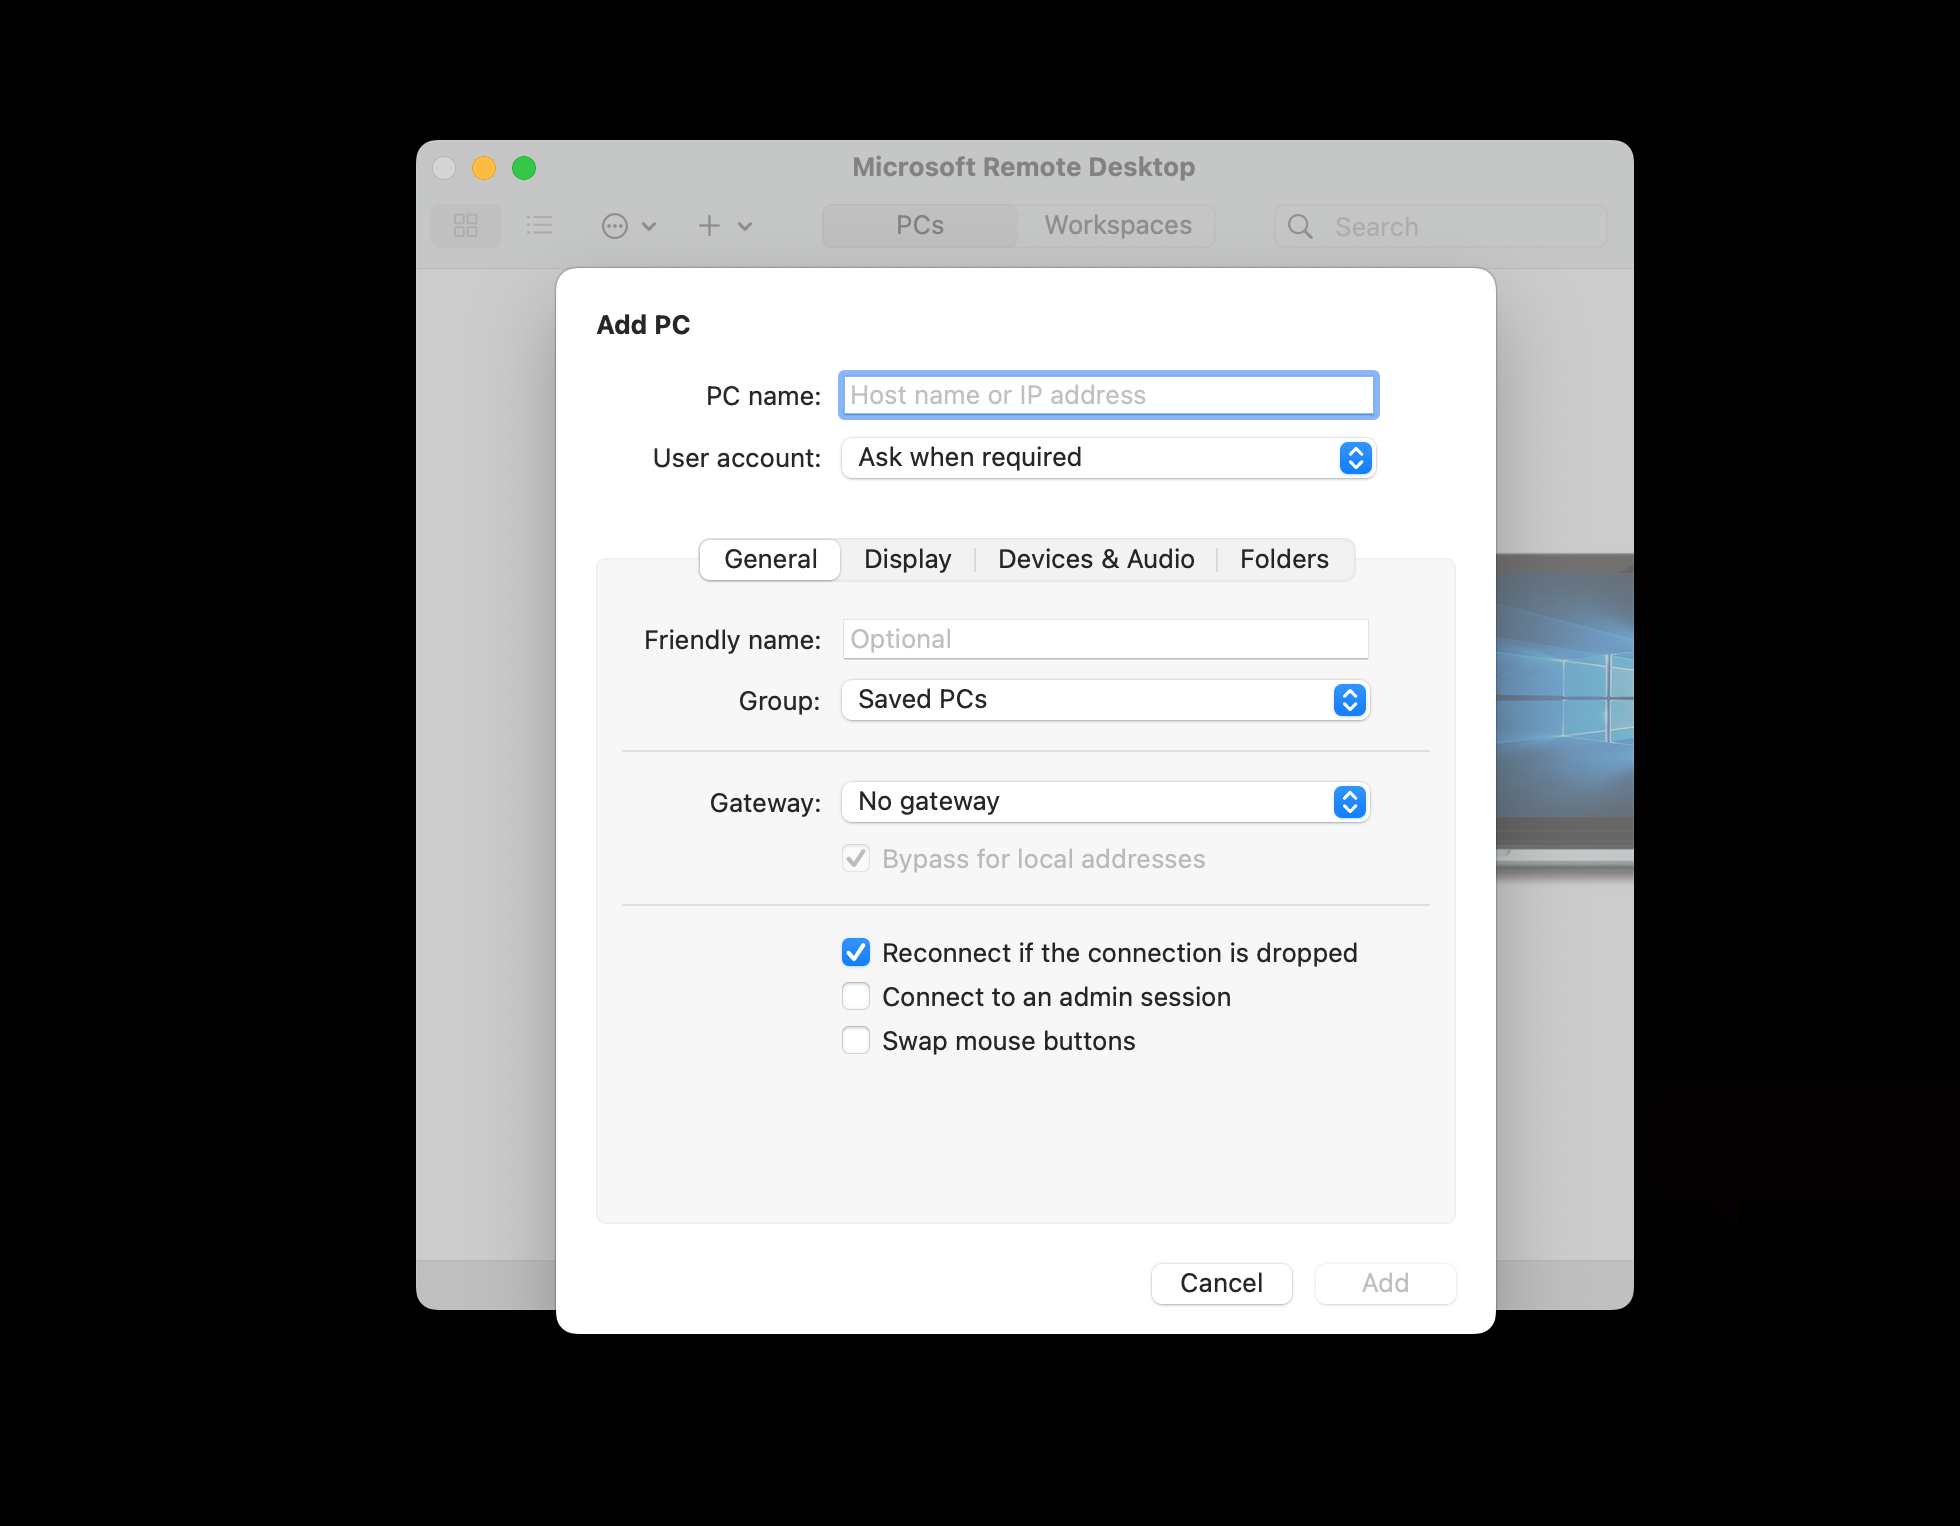 Microsoft Remote Desktop
PCs Workspaces Search
Add PC
PC name: Host name or IP address
User account: Ask when required
General Display Devices & Audio Folders
Friendly name: Optional
Group: Saved PCs
Gateway: No gateway
Bypass for local addresses
Reconnect if the connection is dropped
Connect to an admin session
Swap mouse buttons
Cancel Add